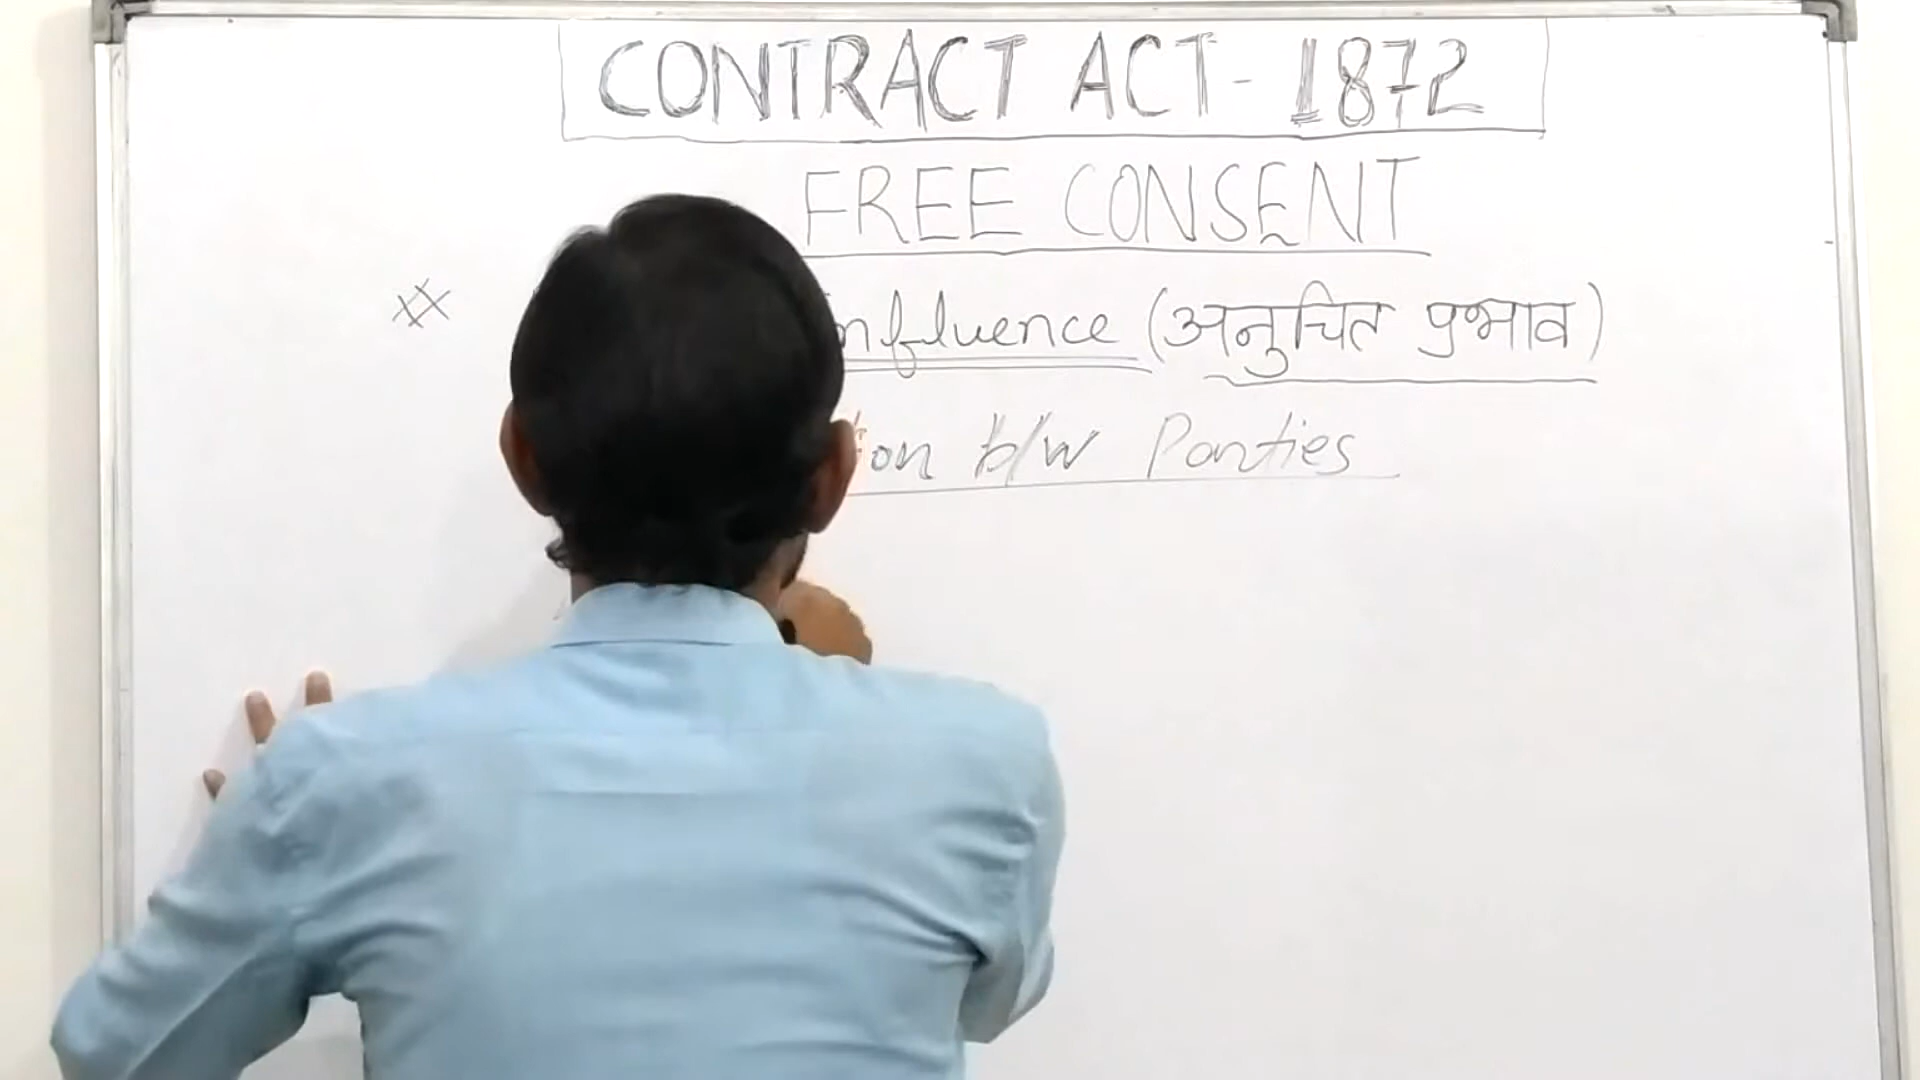 CONTRACT ACT - 1872
FREE CONSENT
nfluence (अनुचित प्रभाव)
on b/w Parties